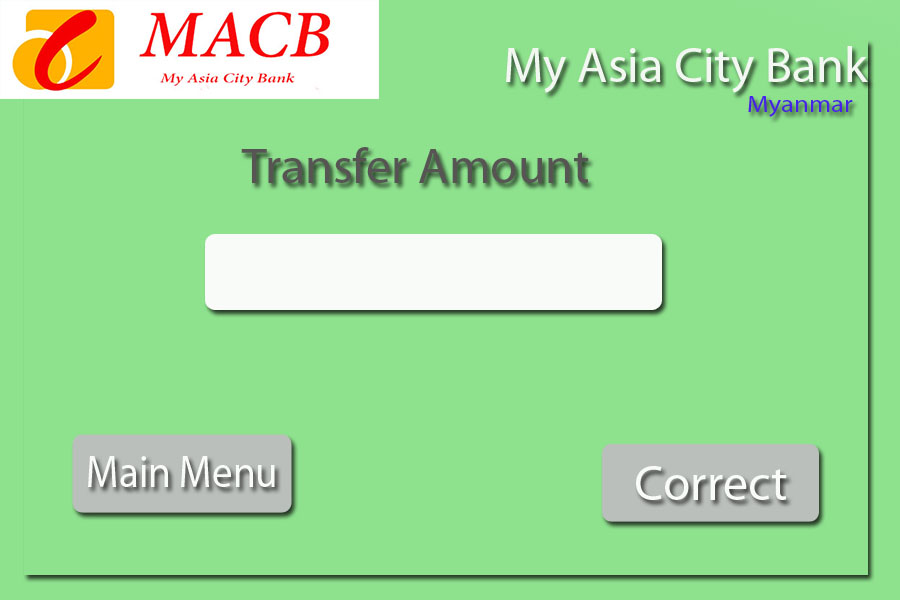 MACB
My Asia City Bank
My Asia City Bank
Myanmar
Transfer Amount
Main Menu
Correct